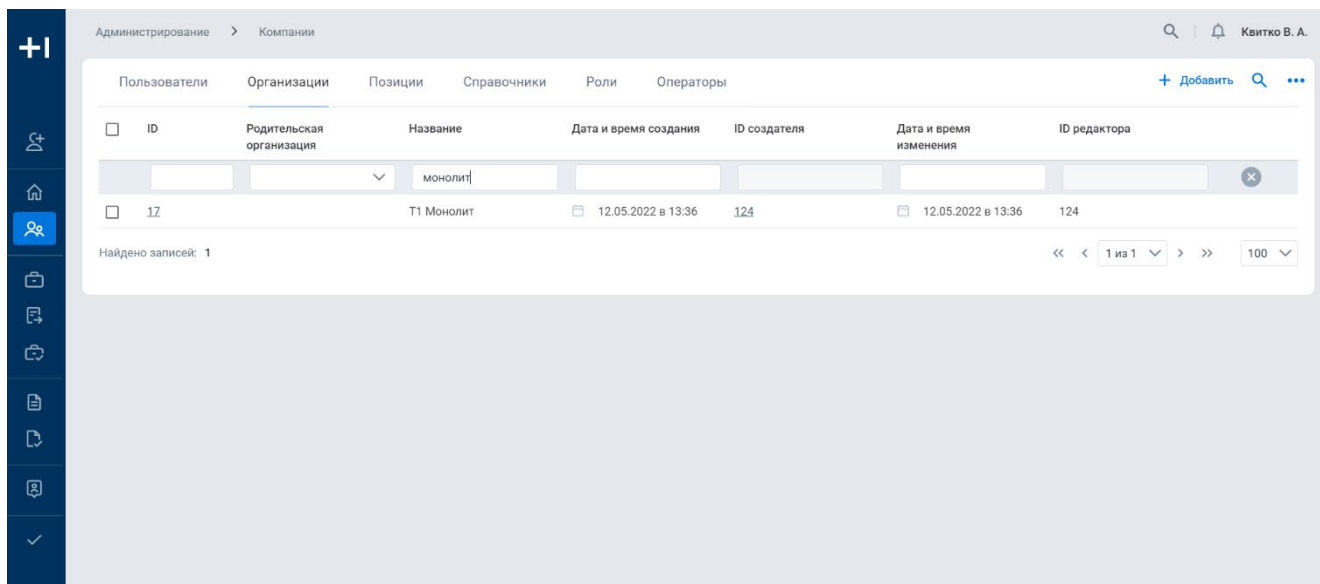 +I
Администрирование > Компании
Квитко В. А.
Пользователи Организации Позиции Справочники Роли Операторы
+ Добавить
ID Родительская организация Название Дата и время создания ID создателя Дата и время изменения ID редактора
монолит
17 Т1 Монолит 12.05.2022 в 13:36 124 12.05.2022 в 13:36 124
Найдено записей: 1
<< < 1 из 1 > >> 100